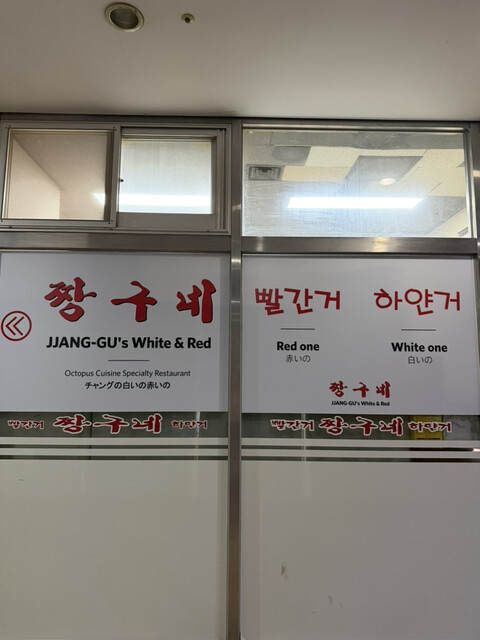 짱구네
JJANG-GU's White & Red
Octopus Cuisine Specialty Restaurant
チャングの白いの赤いの
빨간거 짱구네 하얀거
빨간거 하얀거
Red one White one
赤いの 白いの
짱구네
JJANG-GU's White & Red
빨간거 짱구네 하얀거